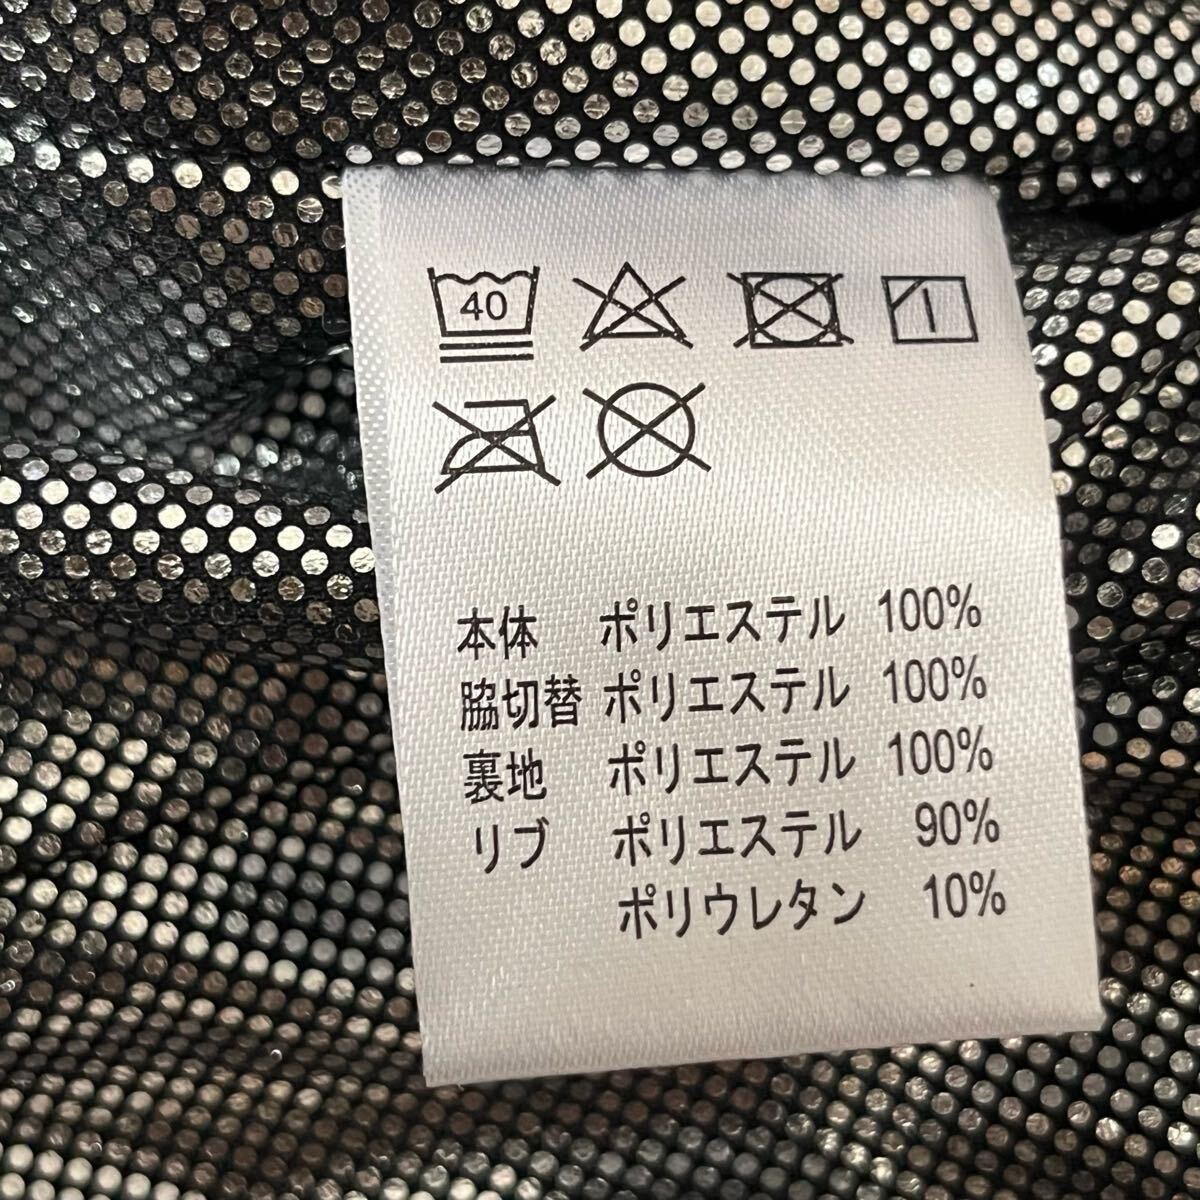 40
本体 ポリエステル 100%
脇切替 ポリエステル 100%
裏地 ポリエステル 100%
リブ ポリエステル 90%
ポリウレタン 10%